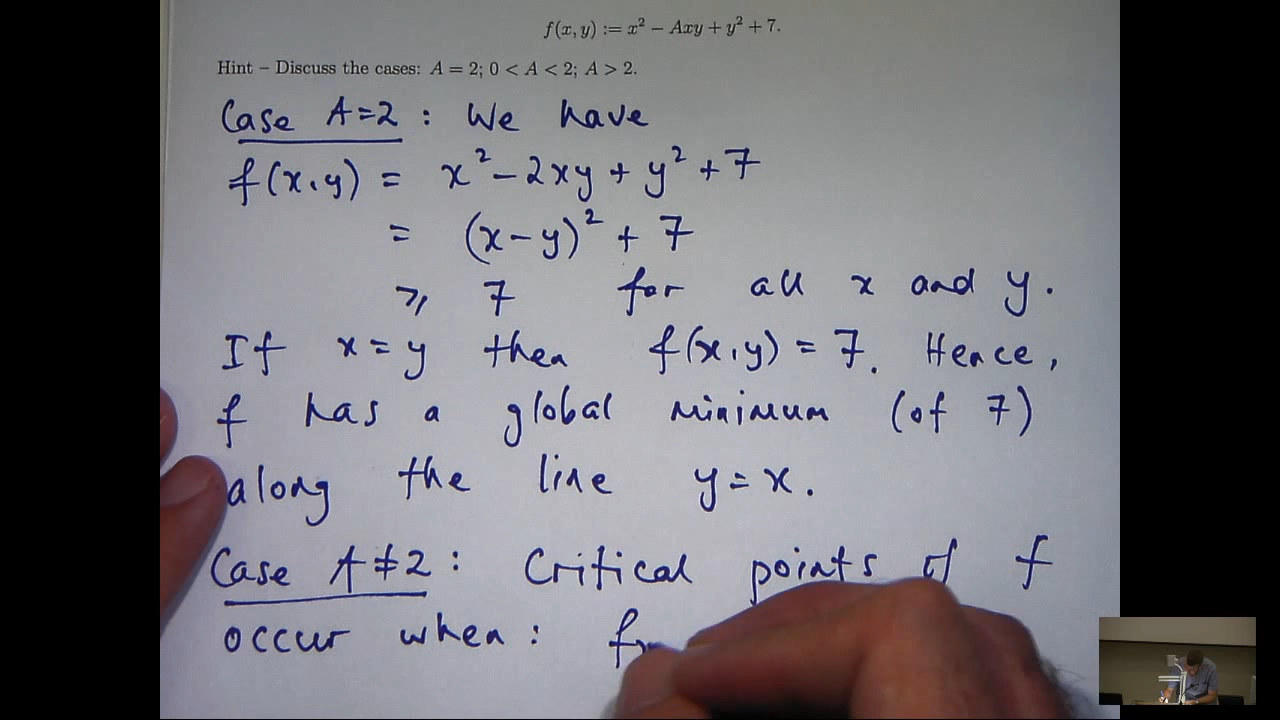 f(x, y) := x² − Axy + y² + 7.
Hint – Discuss the cases: A = 2; 0 < A < 2; A > 2.
Case A=2 : We have
f(x,y) = x² − 2xy + y² + 7
= (x−y)² + 7
⩾ 7 for all x and y.
If x = y then f(x,y) = 7. Hence,
f has a global minimum (of 7)
along the line y = x.
Case A ≠ 2 : Critical points of f
occur when :